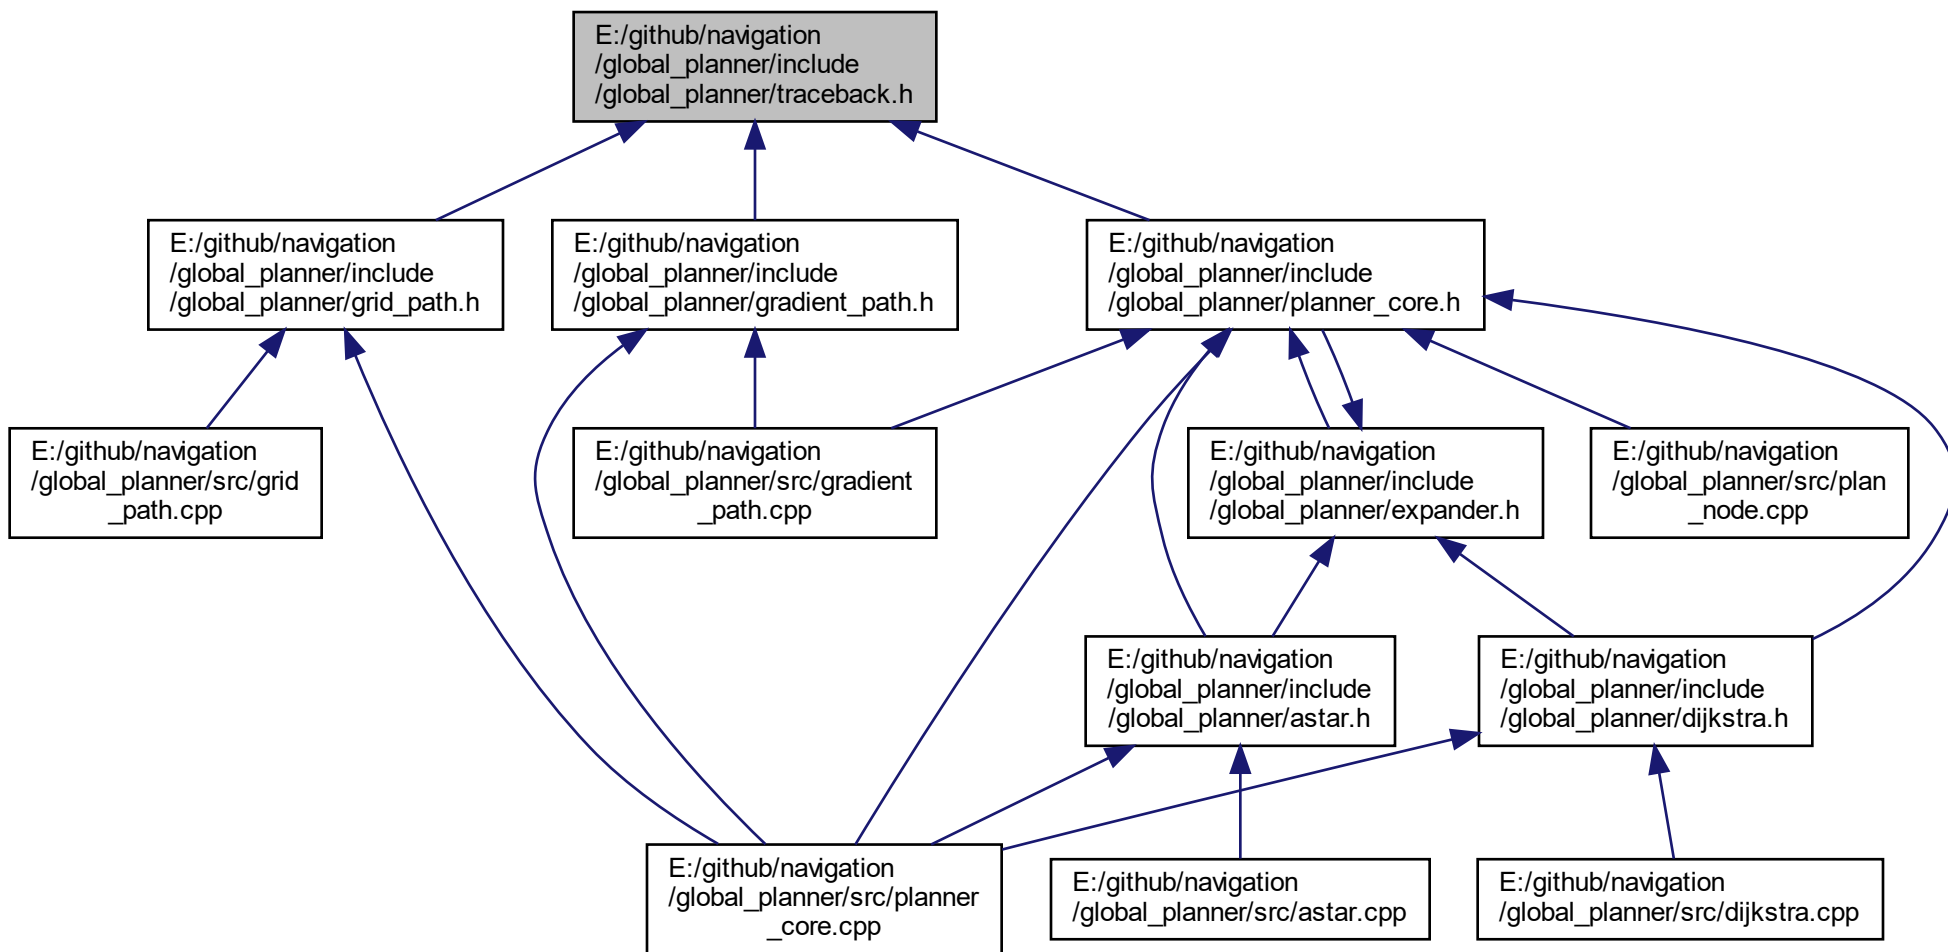 E:/github/navigation
/global_planner/include
/global_planner/traceback.h
E:/github/navigation
/global_planner/include
/global_planner/grid_path.h
E:/github/navigation
/global_planner/include
/global_planner/gradient_path.h
E:/github/navigation
/global_planner/include
/global_planner/planner_core.h
E:/github/navigation
/global_planner/src/grid
_path.cpp
E:/github/navigation
/global_planner/src/gradient
_path.cpp
E:/github/navigation
/global_planner/include
/global_planner/expander.h
E:/github/navigation
/global_planner/src/plan
_node.cpp
E:/github/navigation
/global_planner/include
/global_planner/astar.h
E:/github/navigation
/global_planner/include
/global_planner/dijkstra.h
E:/github/navigation
/global_planner/src/planner
_core.cpp
E:/github/navigation
/global_planner/src/astar.cpp
E:/github/navigation
/global_planner/src/dijkstra.cpp